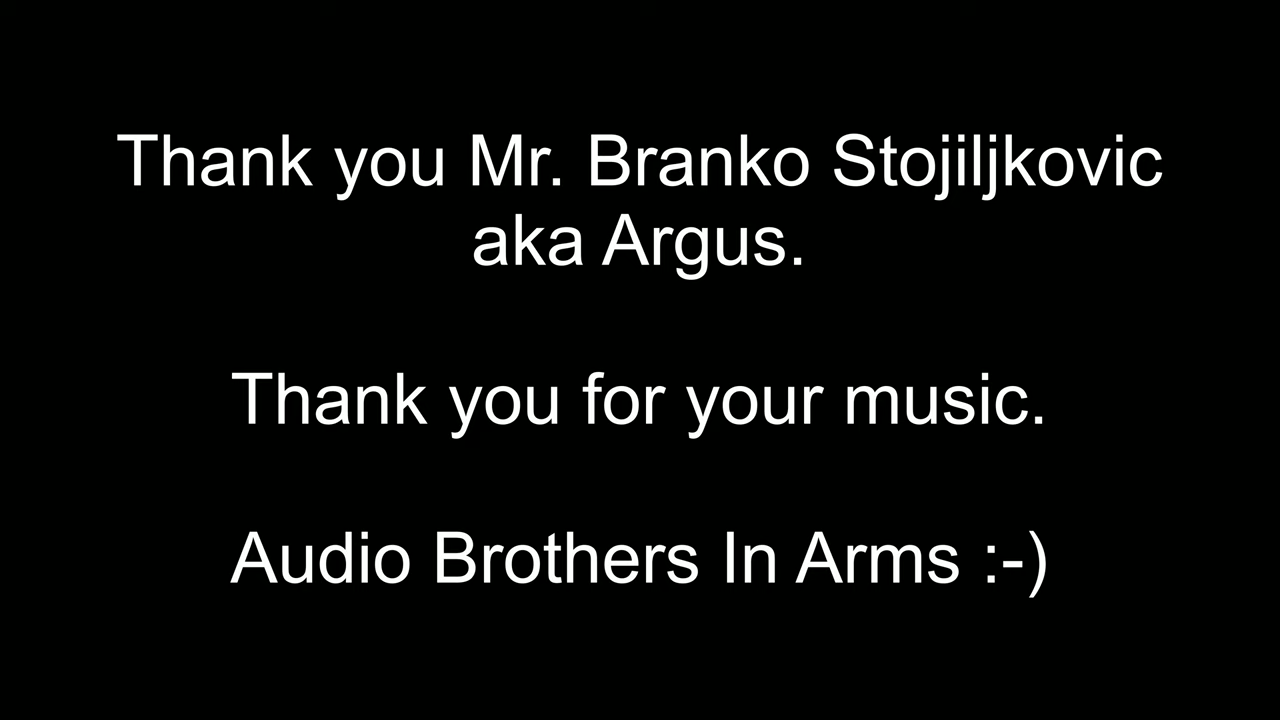 Thank you Mr. Branko Stojiljkovic
aka Argus.
Thank you for your music.
Audio Brothers In Arms :-)